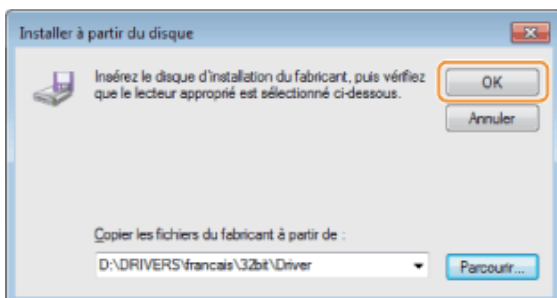 Installer à partir du disque
Insérez le disque d'installation du fabricant, puis vérifiez
que le lecteur approprié est sélectionné ci-dessous.
OK
Annuler
Copier les fichiers du fabricant à partir de :
D:\DRIVERS\francais\32bit\Driver
Parcourir...